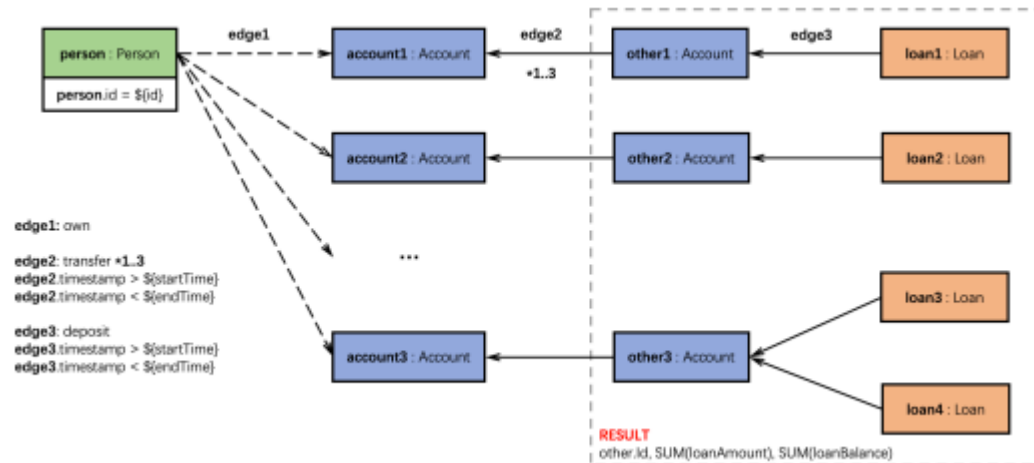 edge1
edge2
edge3
person : Person
account1 : Account
other1 : Account
loan1 : Loan
*1..3
person.id = ${id}
account2 : Account
other2 : Account
loan2 : Loan
edge1: own
...
edge2: transfer *1..3
edge2.timestamp > ${startTime}
edge2.timestamp < ${endTime}
loan3 : Loan
edge3: deposit
edge3.timestamp > ${startTime}
edge3.timestamp < ${endTime}
account3 : Account
other3 : Account
loan4 : Loan
RESULT
other.Id, SUM(loanAmount), SUM(loanBalance)